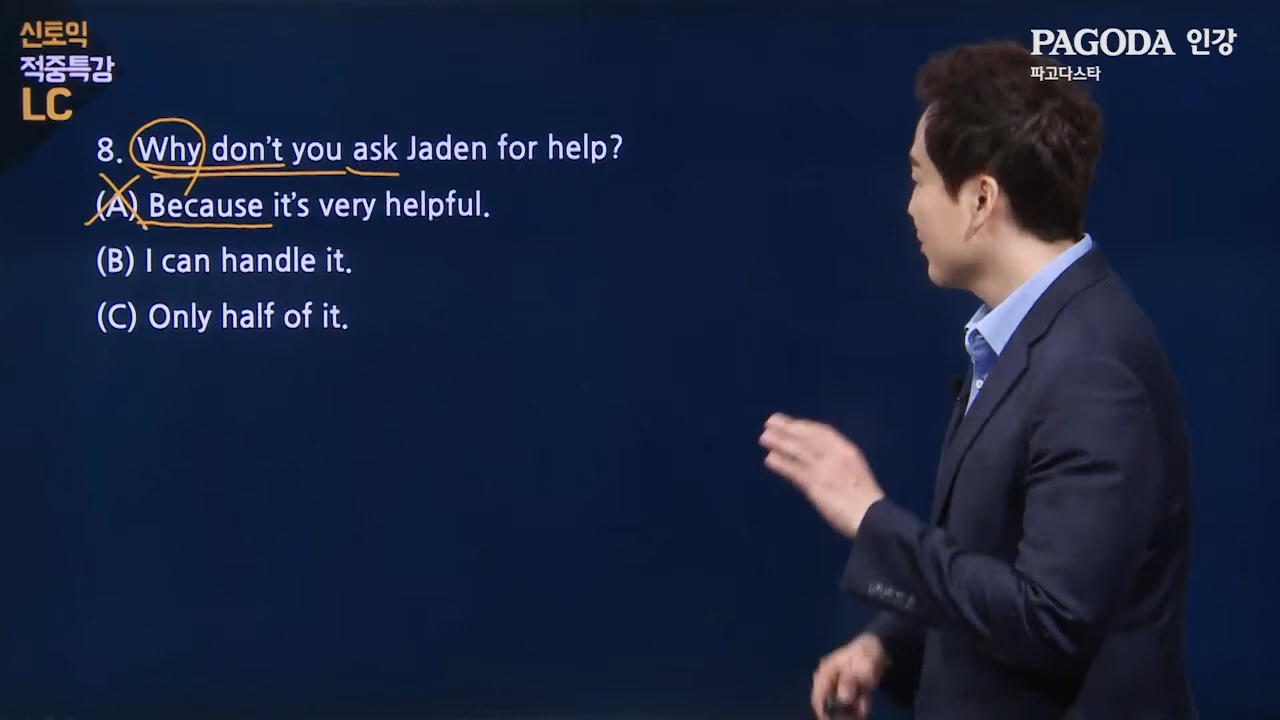 신토익
적중특강
LC
PAGODA 인강
파고다스타
8. Why don't you ask Jaden for help?
(A) Because it's very helpful.
(B) I can handle it.
(C) Only half of it.